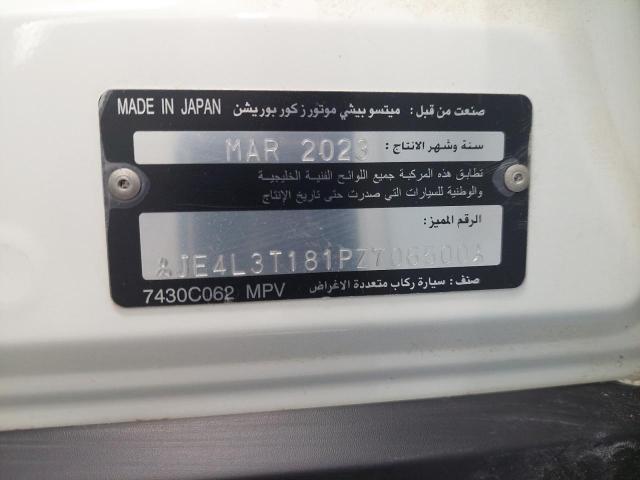 صنعت من قبل: ميتسوبيشي موتورز كوربوريشن MADE IN JAPAN
سنة وشهر الانتاج: MAR 2023
تطابق هذه المركبة جميع اللوائح الفنية الخليجية
والوطنية للسيارات التي صدرت حتى تاريخ الإنتاج
الرقم المميز:
JE4L3T181PZ706500
صنف: سيارة ركاب متعددة الاغراض 7430C062 MPV